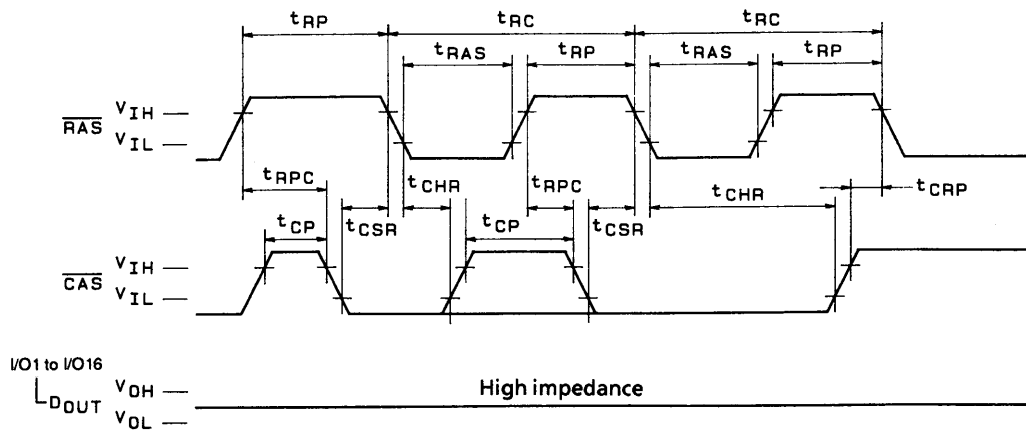 tRP tRC tRC
tRAS tRP tRAS tRP
RAS VIH
VIL
tRPC tCHR tRPC tCHR tCRP
tCP tCSR tCP tCSR
CAS VIH
VIL
I/O1 to I/O16
DOUT VOH High impedance
VOL